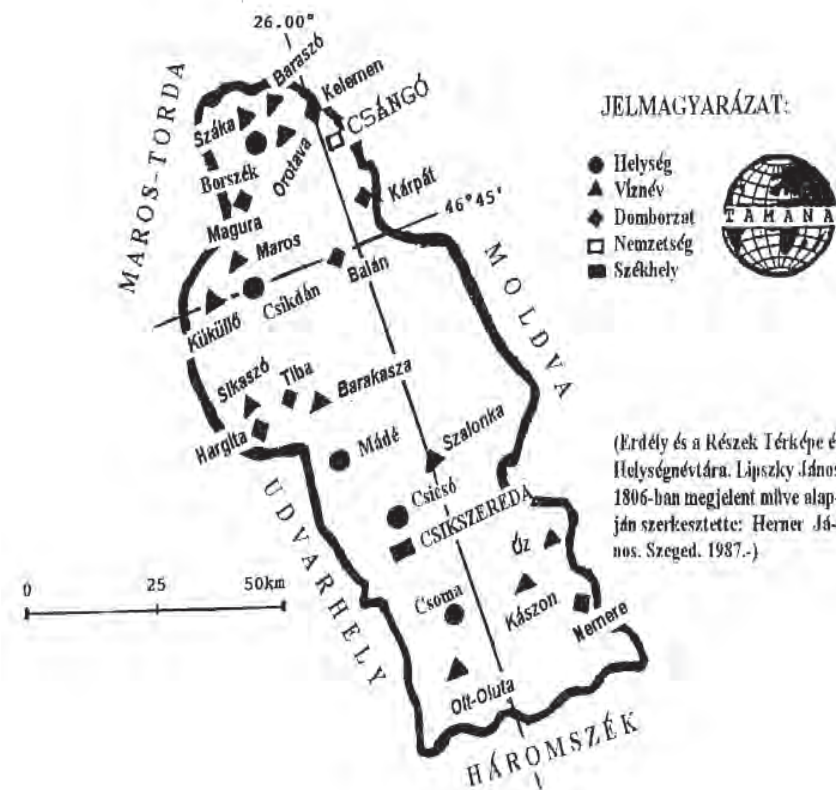 26.00°
Baraszó
Kelemen
CSÁNGÓ
Száka
Orotava
Borszék
Kárpát
Magura
46°45'
Maros
Balán
Csikdán
Küküllő
MAROS-TORDA
MOLDVA
Tiba
Sikaszó
Barakasza
Hargita
Mádé
Szalonka
Csicsó
CSIKSZEREDA
UDVARHELY
Úz
Csoma
Kászon
Nemere
Olt-Oluta
HÁROMSZÉK
0 25 50km
JELMAGYARÁZAT:
Helység
Víznév
Domborzat
Nemzetség
Székhely
TAMANA
(Erdély és a Részek Térképe é
Helységnévtára. Lipszky János
1806-ban megjelent műve alap-
ján szerkesztette: Herner Já-
nos. Szeged. 1987.-)